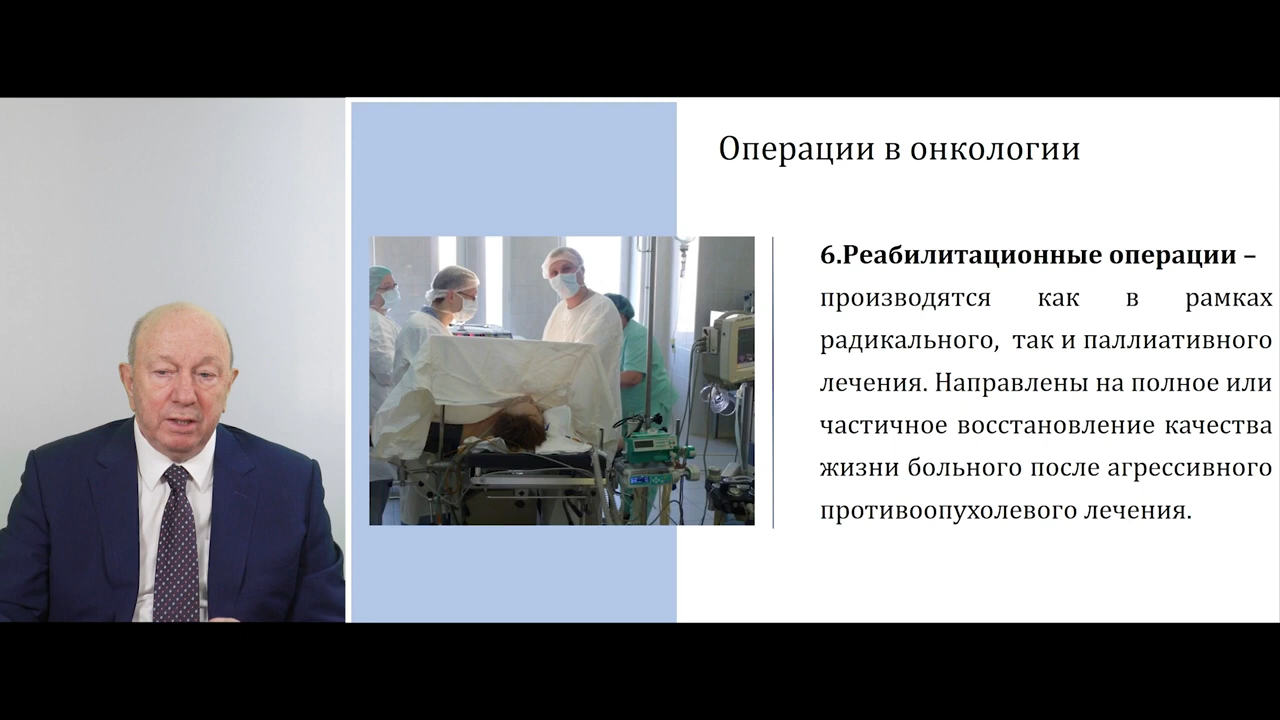 Операции в онкологии
6.Реабилитационные операции –
производятся как в рамках
радикального, так и паллиативного
лечения. Направлены на полное или
частичное восстановление качества
жизни больного после агрессивного
противоопухолевого лечения.